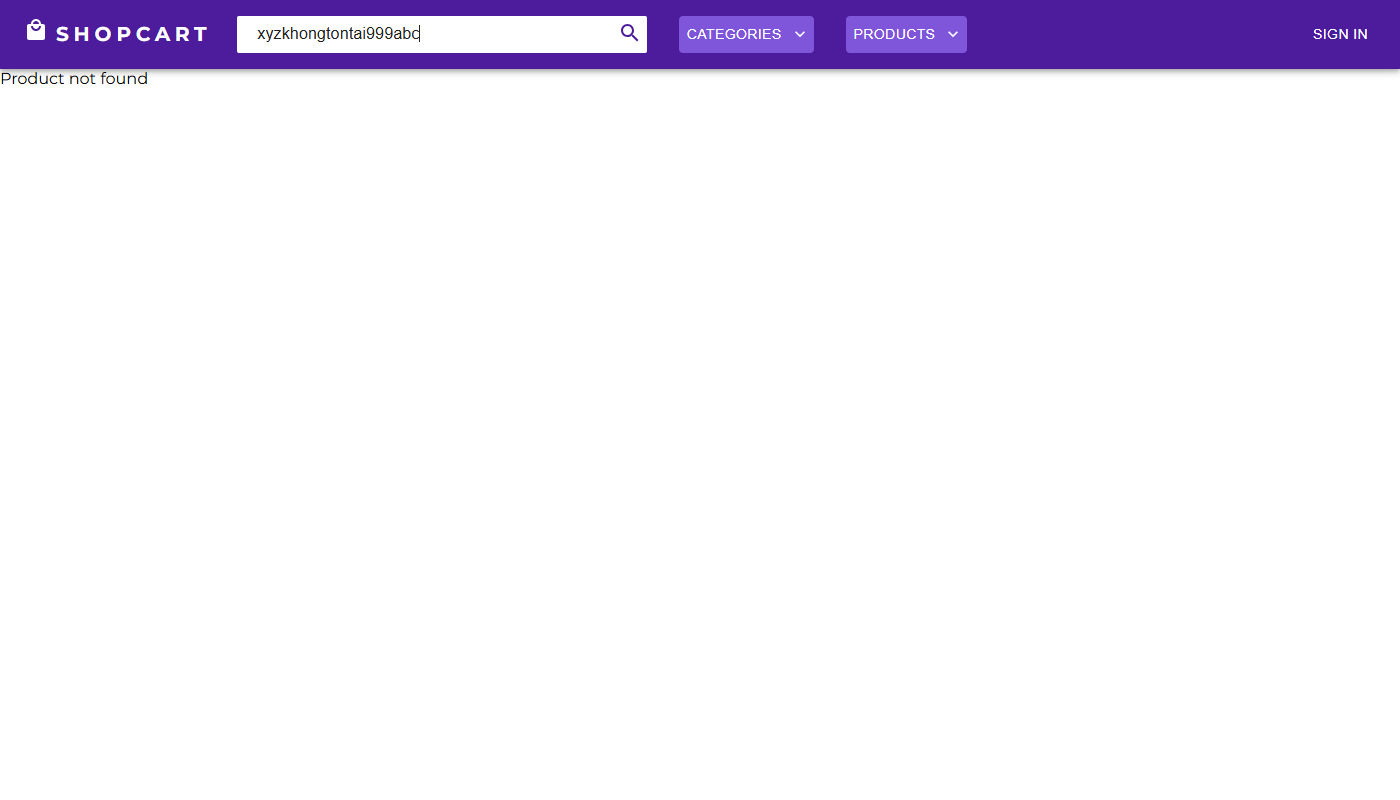 SHOPCART
xyzkhongtontai999abc
CATEGORIES
PRODUCTS
SIGN IN
Product not found